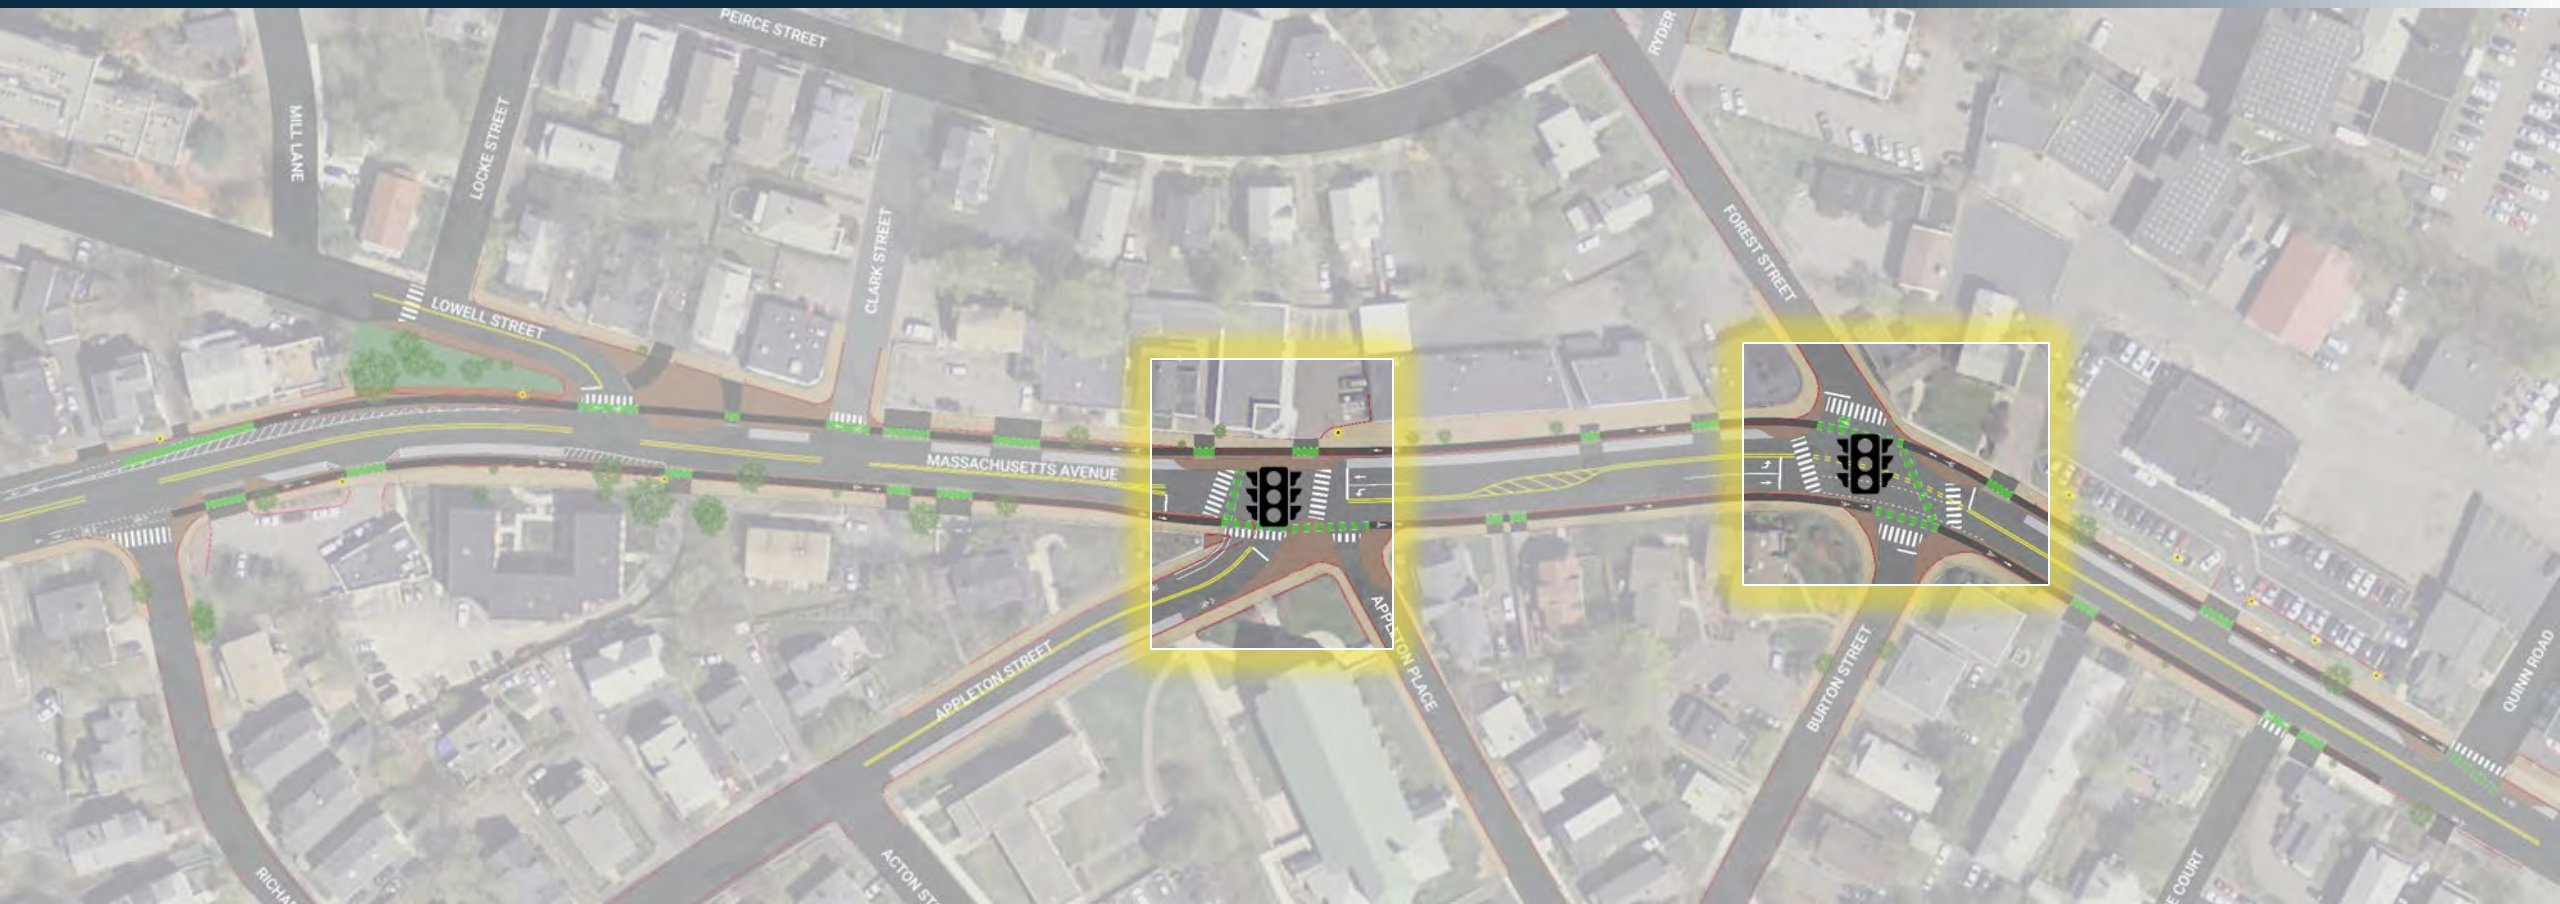 PEIRCE STREET
RYDER
MILL LANE
LOCKE STREET
CLARK STREET
FOREST STREET
LOWELL STREET
MASSACHUSETTS AVENUE
APPLETON STREET
APPLETON PLACE
BURTON STREET
QUINN ROAD
ACTON ST
RICHA
E COURT